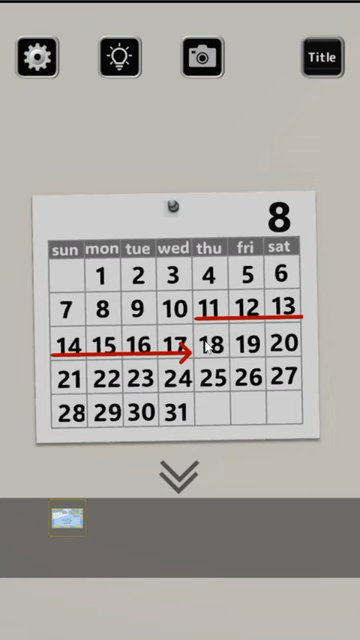 Title
8
sun mon tue wed thu fri sat
1 2 3 4 5 6
7 8 9 10 11 12 13
14 15 16 17 18 19 20
21 22 23 24 25 26 27
28 29 30 31